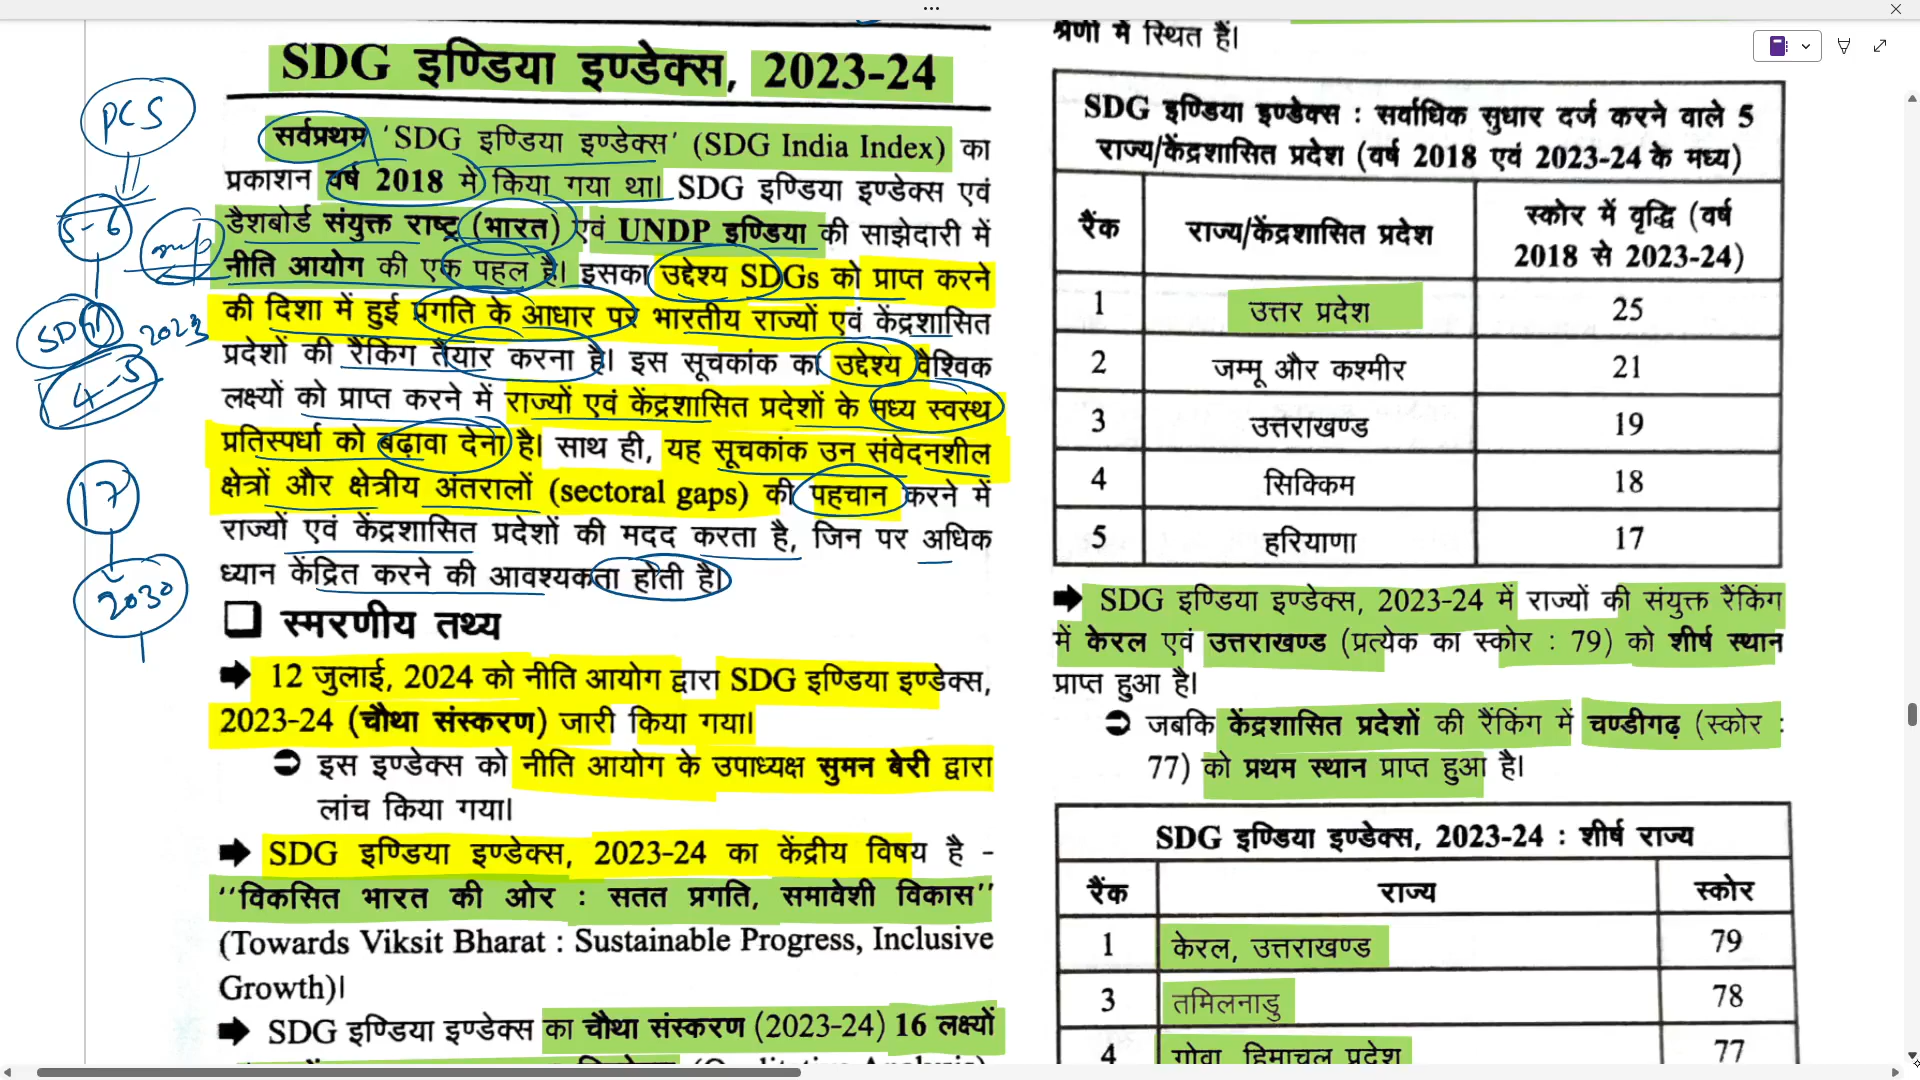 SDG इण्डिया इण्डेक्स, 2023-24
सर्वप्रथम 'SDG इण्डिया इण्डेक्स' (SDG India Index) का
प्रकाशन वर्ष 2018 में किया गया था। SDG इण्डिया इण्डेक्स एवं
डैशबोर्ड संयुक्त राष्ट्र (भारत) एवं UNDP इण्डिया की साझेदारी में
नीति आयोग की एक पहल है। इसका उद्देश्य SDGs को प्राप्त करने
की दिशा में हुई प्रगति के आधार पर भारतीय राज्यों एवं केंद्रशासित
प्रदेशों की रैंकिंग तैयार करना है। इस सूचकांक का उद्देश्य वैश्विक
लक्ष्यों को प्राप्त करने में राज्यों एवं केंद्रशासित प्रदेशों के मध्य स्वस्थ
प्रतिस्पर्धा को बढ़ावा देना है। साथ ही, यह सूचकांक उन संवेदनशील
क्षेत्रों और क्षेत्रीय अंतरालों (sectoral gaps) की पहचान करने में
राज्यों एवं केंद्रशासित प्रदेशों की मदद करता है, जिन पर अधिक
ध्यान केंद्रित करने की आवश्यकता होती है।
PCS
5-6
SDG
2023
4-5
17
2030
स्मरणीय तथ्य
12 जुलाई, 2024 को नीति आयोग द्वारा SDG इण्डिया इण्डेक्स,
2023-24 (चौथा संस्करण) जारी किया गया।
इस इण्डेक्स को नीति आयोग के उपाध्यक्ष सुमन बेरी द्वारा
लांच किया गया।
SDG इण्डिया इण्डेक्स, 2023-24 का केंद्रीय विषय है -
''विकसित भारत की ओर : सतत प्रगति, समावेशी विकास''
(Towards Viksit Bharat : Sustainable Progress, Inclusive
Growth)।
SDG इण्डिया इण्डेक्स का चौथा संस्करण (2023-24) 16 लक्ष्यों
(Qualitative Analysis)
श्रेणी में स्थित हैं।
SDG इण्डिया इण्डेक्स : सर्वाधिक सुधार दर्ज करने वाले 5
राज्य/केंद्रशासित प्रदेश (वर्ष 2018 एवं 2023-24 के मध्य)
रैंक राज्य/केंद्रशासित प्रदेश स्कोर में वृद्धि (वर्ष
2018 से 2023-24)
1 उत्तर प्रदेश 25
2 जम्मू और कश्मीर 21
3 उत्तराखण्ड 19
4 सिक्किम 18
5 हरियाणा 17
SDG इण्डिया इण्डेक्स, 2023-24 में राज्यों की संयुक्त रैंकिंग
में केरल एवं उत्तराखण्ड (प्रत्येक का स्कोर : 79) को शीर्ष स्थान
प्राप्त हुआ है।
जबकि केंद्रशासित प्रदेशों की रैंकिंग में चण्डीगढ़ (स्कोर :
77) को प्रथम स्थान प्राप्त हुआ है।
SDG इण्डिया इण्डेक्स, 2023-24 : शीर्ष राज्य
रैंक राज्य स्कोर
1 केरल, उत्तराखण्ड 79
3 तमिलनाडु 78
4 गोवा, हिमाचल प्रदेश 77